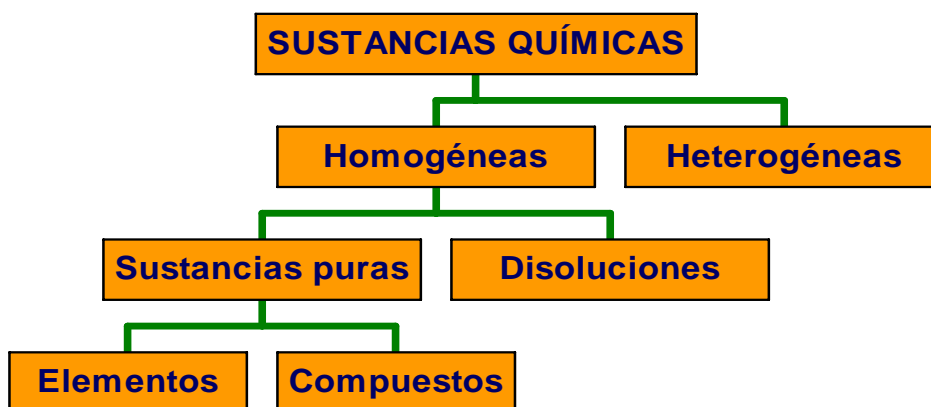 SUSTANCIAS QUÍMICAS
Homogéneas
Heterogéneas
Sustancias puras
Disoluciones
Elementos
Compuestos